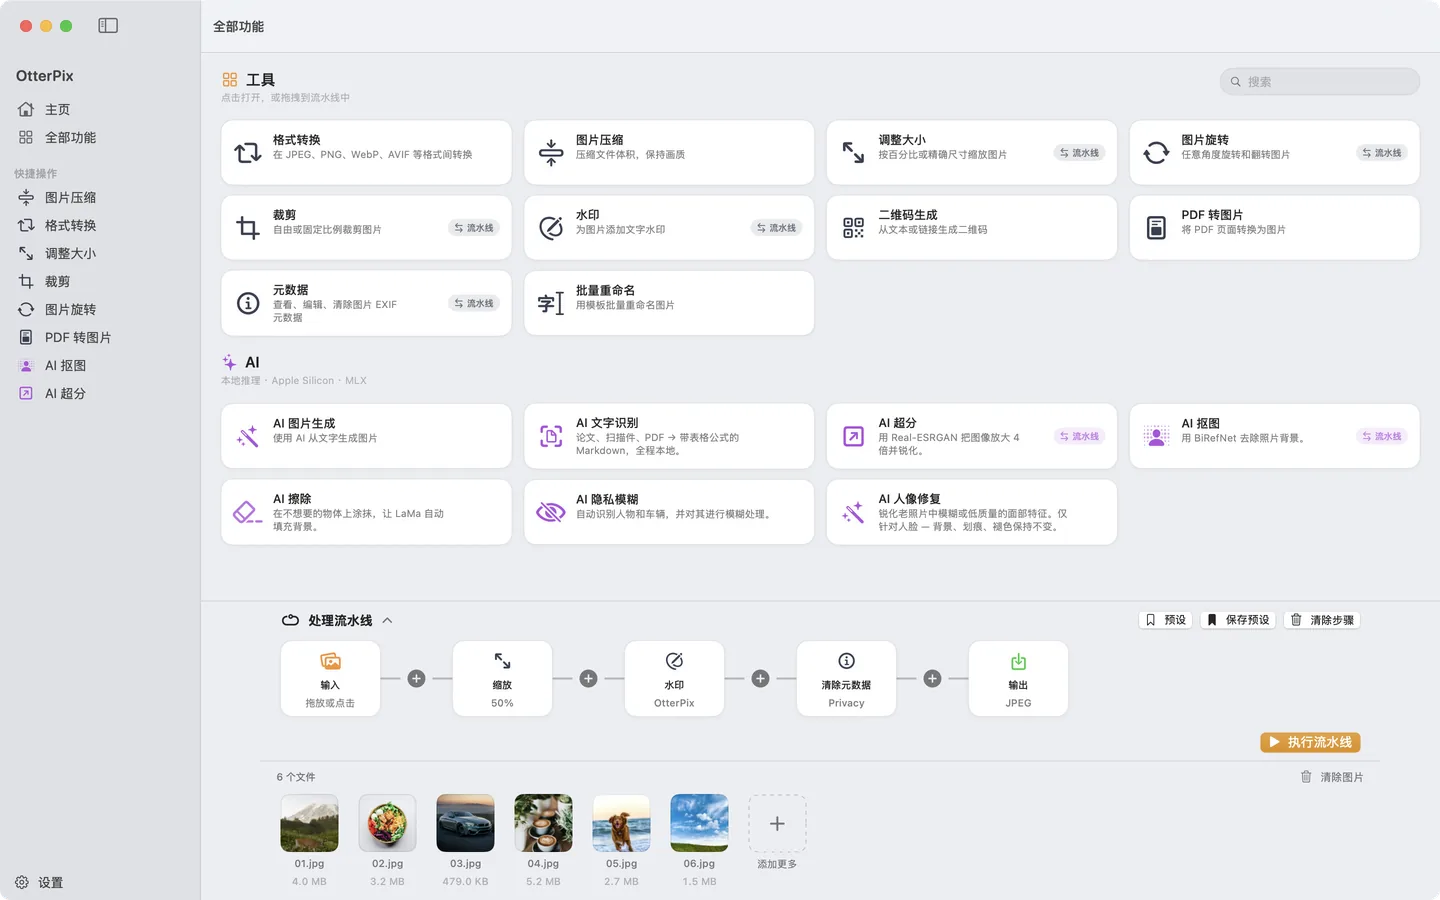 全部功能
OtterPix
主页
全部功能
快捷操作
图片压缩
格式转换
调整大小
裁剪
图片旋转
PDF 转图片
AI 抠图
AI 超分
设置
工具
点击打开，或拖拽到流水线中
搜索
格式转换
在 JPEG、PNG、WebP、AVIF 等格式间转换
图片压缩
压缩文件体积，保持画质
调整大小
按百分比或精确尺寸缩放图片
流水线
图片旋转
任意角度旋转和翻转图片
流水线
裁剪
自由或固定比例裁剪图片
流水线
水印
为图片添加文字水印
流水线
二维码生成
从文本或链接生成二维码
PDF 转图片
将 PDF 页面转换为图片
元数据
查看、编辑、清除图片 EXIF
元数据
流水线
字
批量重命名
用模板批量重命名图片
AI
本地推理 · Apple Silicon · MLX
AI 图片生成
使用 AI 从文字生成图片
AI 文字识别
论文、扫描件、PDF → 带表格公式的
Markdown，全程本地。
AI 超分
用 Real-ESRGAN 把图像放大 4
倍并锐化。
流水线
AI 抠图
用 BiRefNet 去除照片背景。
流水线
AI 擦除
在不想要的物体上涂抹，让 LaMa 自动
填充背景。
AI 隐私模糊
自动识别人物和车辆，并对其进行模糊处理。
AI 人像修复
锐化老照片中模糊或低质量的面部特征。仅
针对人脸 — 背景、划痕、褪色保持不变。
处理流水线
预设
保存预设
清除步骤
输入
拖放或点击
缩放
50%
水印
OtterPix
清除元数据
Privacy
输出
JPEG
执行流水线
6 个文件
清除图片
01.jpg
4.0 MB
02.jpg
3.2 MB
03.jpg
479.0 KB
04.jpg
5.2 MB
05.jpg
2.7 MB
06.jpg
1.5 MB
添加更多